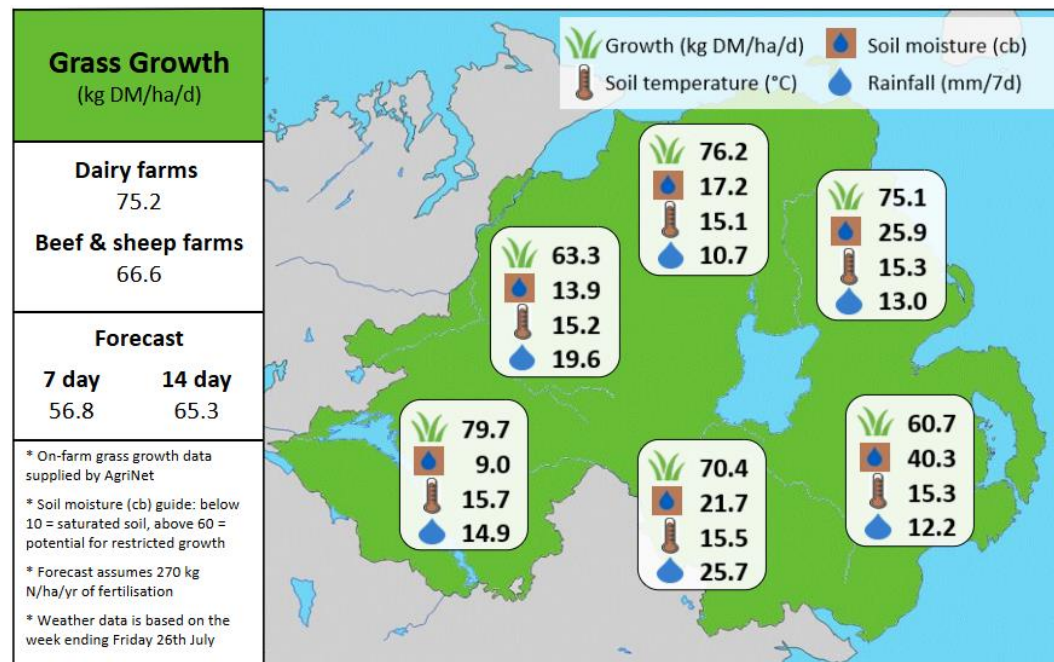 Grass Growth
(kg DM/ha/d)
Dairy farms
75.2
Beef & sheep farms
66.6
Forecast
7 day 14 day
56.8 65.3
* On-farm grass growth data
supplied by AgriNet
* Soil moisture (cb) guide: below
10 = saturated soil, above 60 =
potential for restricted growth
* Forecast assumes 270 kg
N/ha/yr of fertilisation
* Weather data is based on the
week ending Friday 26th July
Growth (kg DM/ha/d) Soil moisture (cb)
Soil temperature (°C) Rainfall (mm/7d)
76.2
17.2
15.1
10.7
75.1
25.9
15.3
13.0
63.3
13.9
15.2
19.6
79.7
9.0
15.7
14.9
70.4
21.7
15.5
25.7
60.7
40.3
15.3
12.2